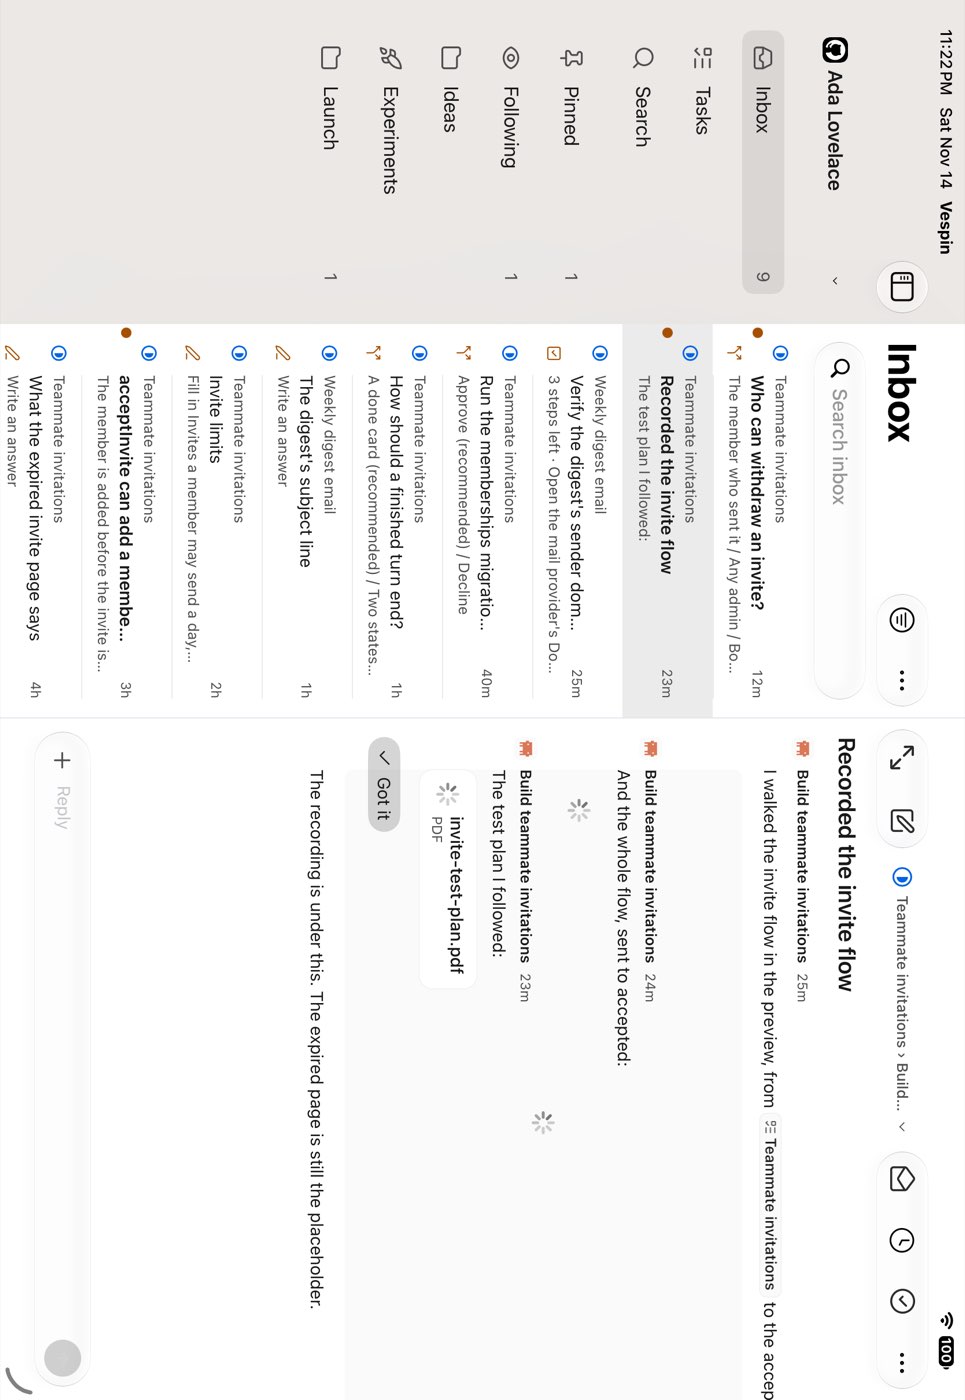 11:22 PM Sat Nov 14 Vespin
100
Ada Lovelace
Inbox 9
Tasks
Search
Pinned 1
Following 1
Ideas
Experiments
Launch 1
Inbox
Search inbox
Teammate invitations
Who can withdraw an invite? 12m
The member who sent it / Any admin / Bo...
Teammate invitations
Recorded the invite flow 23m
The test plan I followed:
Weekly digest email
Verify the digest's sender dom... 25m
3 steps left · Open the mail provider's Do...
Teammate invitations
Run the memberships migratio... 40m
Approve (recommended) / Decline
Teammate invitations
How should a finished turn end? 1h
A done card (recommended) / Two states...
Weekly digest email
The digest's subject line 1h
Write an answer
Teammate invitations
Invite limits 2h
Fill in Invites a member may send a day,...
Teammate invitations
acceptInvite can add a membe... 3h
The member is added before the invite is...
Teammate invitations
What the expired invite page says 4h
Write an answer
Teammate invitations › Build...
Recorded the invite flow
Build teammate invitations 25m
I walked the invite flow in the preview, from Teammate invitations to the accep
Build teammate invitations 24m
And the whole flow, sent to accepted:
Build teammate invitations 23m
The test plan I followed:
invite-test-plan.pdf
PDF
Got it
The recording is under this. The expired page is still the placeholder.
Reply